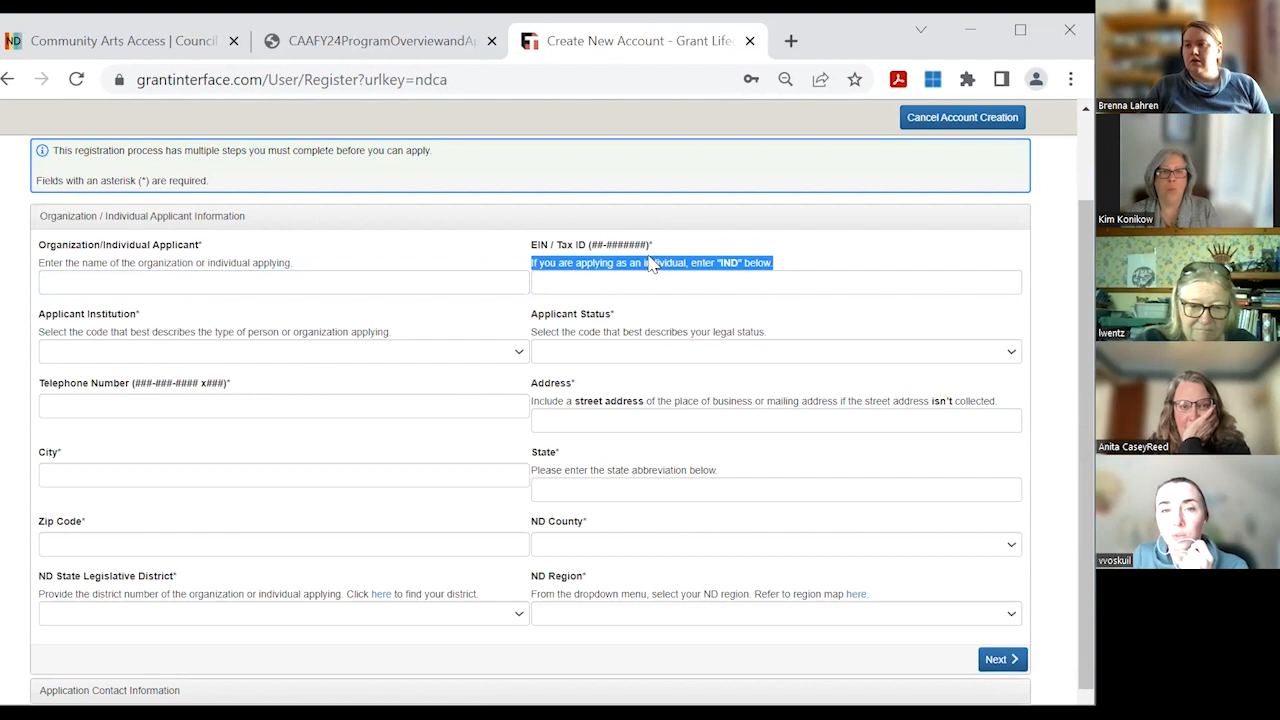 ND Community Arts Access | Council
CAAFY24ProgramOverviewandA
Create New Account - Grant Lifec
grantinterface.com/User/Register?urlkey=ndca
Cancel Account Creation
This registration process has multiple steps you must complete before you can apply.
Fields with an asterisk (*) are required.
Organization / Individual Applicant Information
Organization/Individual Applicant*
Enter the name of the organization or individual applying.
EIN / Tax ID (##-#######)*
If you are applying as an individual, enter "IND" below.
Applicant Institution*
Select the code that best describes the type of person or organization applying.
Applicant Status*
Select the code that best describes your legal status.
Telephone Number (###-###-#### x###)*
Address*
Include a street address of the place of business or mailing address if the street address isn't collected.
City*
State*
Please enter the state abbreviation below.
Zip Code*
ND County*
ND State Legislative District*
Provide the district number of the organization or individual applying. Click here to find your district.
ND Region*
From the dropdown menu, select your ND region. Refer to region map here.
Next
Application Contact Information
Brenna Lahren
Kim Konikow
lwentz
Anita CaseyReed
vvoskuil